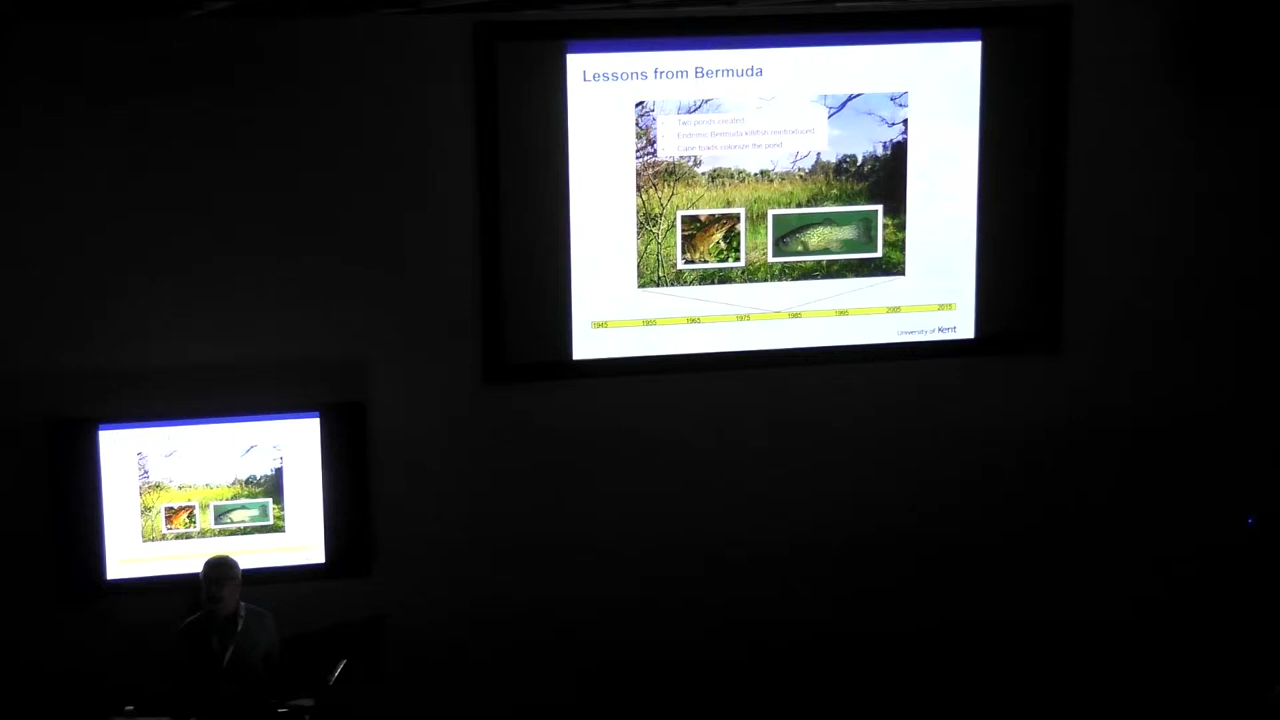 Lessons from Bermuda
- Two ponds created
- Endemic Bermuda killifish reintroduced
- Cane toads colonize the pond
1945 1955 1965 1975 1985 1995 2005 2015
University of Kent